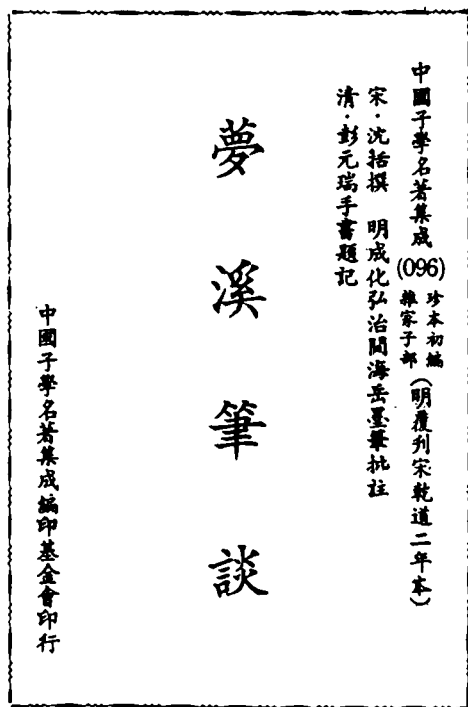 中國子學名著集成(096)珍本初編
雜家子部(明覆刊宋乾道二年本)
宋·沈括撰 明成化弘治間海岳墨筆批註
清·彭元瑞手書題記
夢溪筆談
中國子學名著集成編印基金會印行